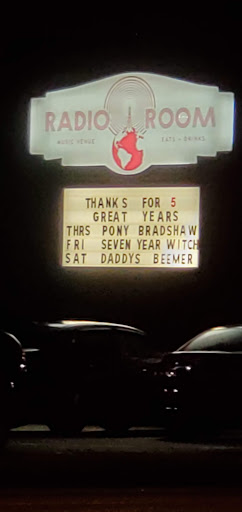 RADIO ROOM
MUSIC VENUE EATS • DRINKS
THANKS FOR 5
GREAT YEARS
THRS PONY BRADSHAW
FRI SEVEN YEAR WITCH
SAT DADDYS BEEMER